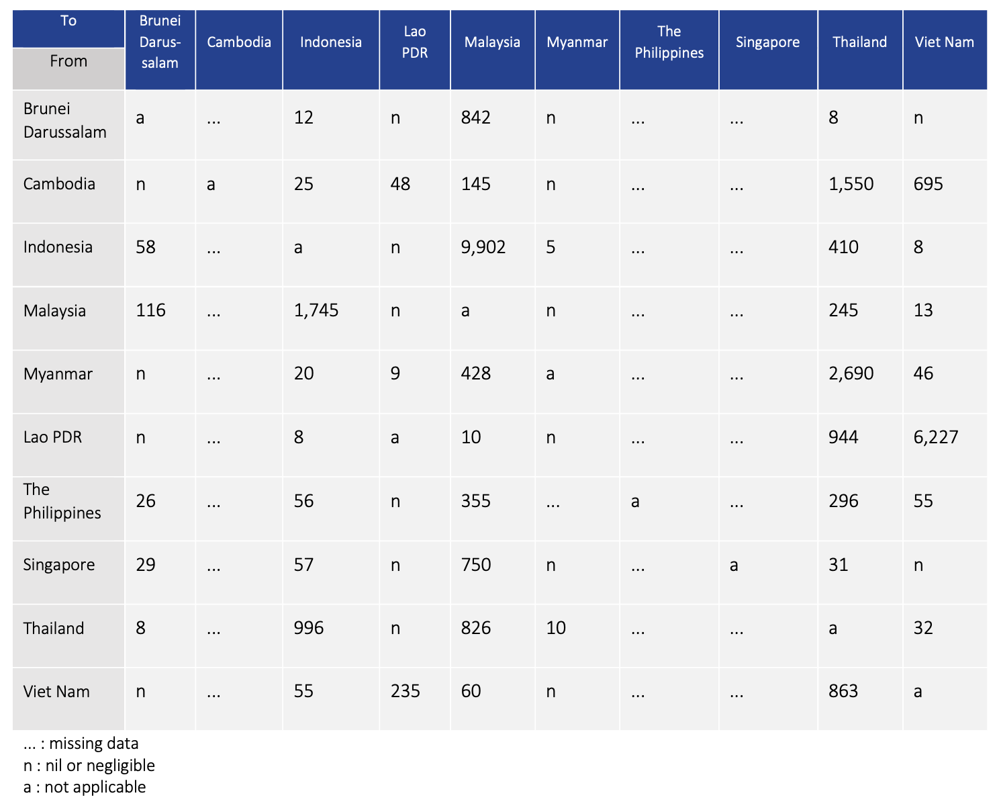 To Brunei Darus- salam Cambodia Indonesia Lao PDR Malaysia Myanmar The Philippines Singapore Thailand Viet Nam
From
Brunei Darussalam a ... 12 n 842 n ... ... 8 n
Cambodia n a 25 48 145 n ... ... 1,550 695
Indonesia 58 ... a n 9,902 5 ... ... 410 8
Malaysia 116 ... 1,745 n a n ... ... 245 13
Myanmar n ... 20 9 428 a ... ... 2,690 46
Lao PDR n ... 8 a 10 n ... ... 944 6,227
The Philippines 26 ... 56 n 355 ... a ... 296 55
Singapore 29 ... 57 n 750 n ... a 31 n
Thailand 8 ... 996 n 826 10 ... ... a 32
Viet Nam n ... 55 235 60 n ... ... 863 a
... : missing data
n : nil or negligible
a : not applicable